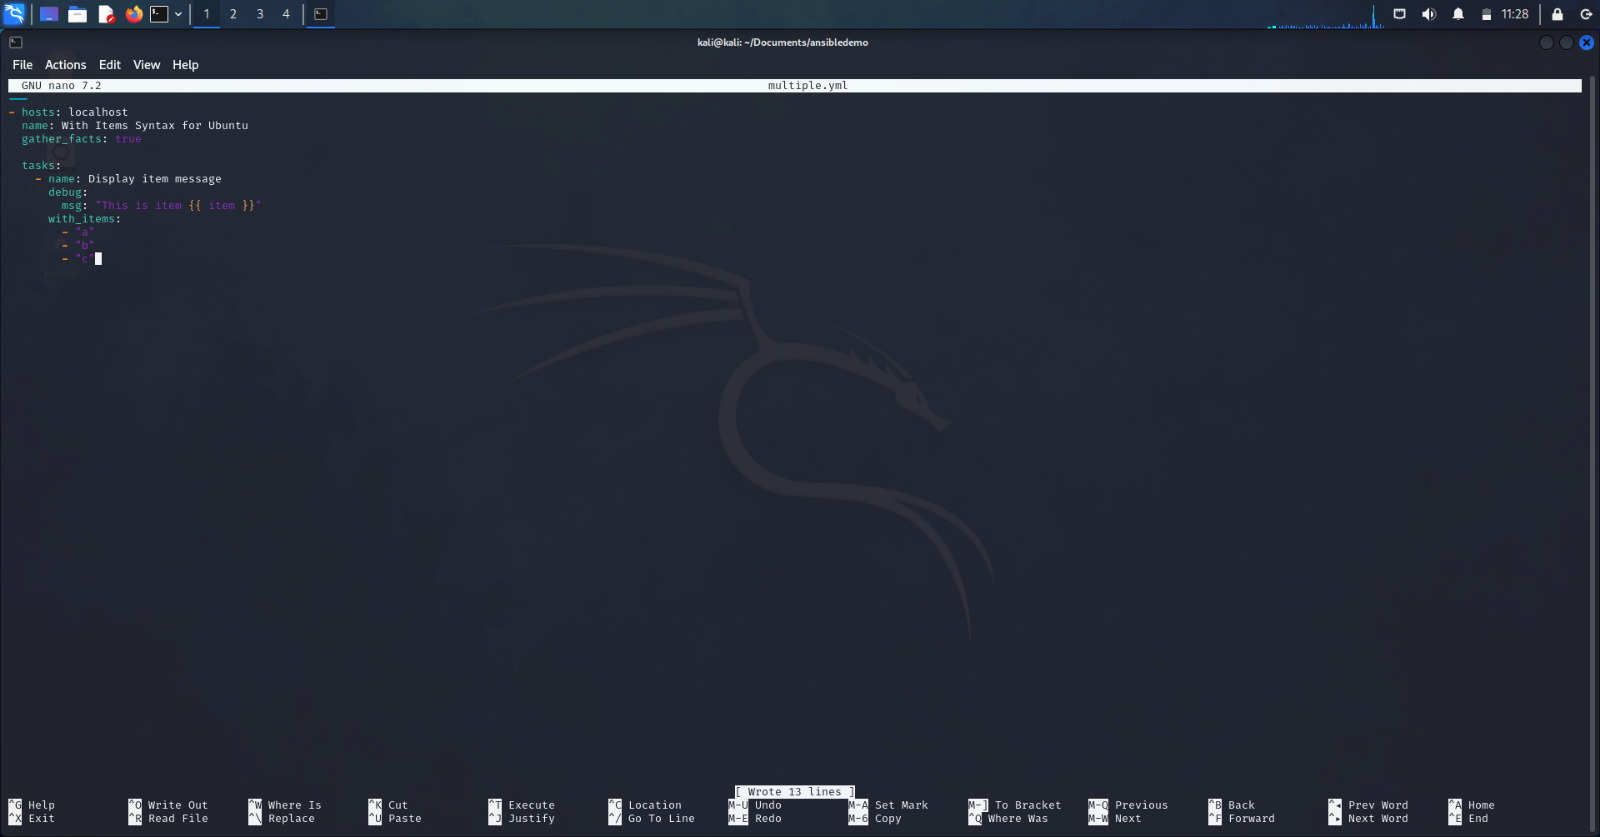 1 2 3 4 11:28
kali@kali: ~/Documents/ansibledemo
File Actions Edit View Help
GNU nano 7.2 multiple.yml
---
- hosts: localhost
  name: With Items Syntax for Ubuntu
  gather_facts: true
  tasks:
    - name: Display item message
      debug:
        msg: "This is item {{ item }}"
      with_items:
        - "a"
        - "b"
        - "c"
Home
[ Wrote 13 lines ]
^G Help ^O Write Out ^W Where Is ^K Cut ^T Execute ^C Location M-U Undo M-A Set Mark M-] To Bracket M-Q Previous ^B Back ^◂ Prev Word ^A Home
^X Exit ^R Read File ^\ Replace ^U Paste ^J Justify ^/ Go To Line M-E Redo M-6 Copy ^Q Where Was M-W Next ^F Forward ^▸ Next Word ^E End